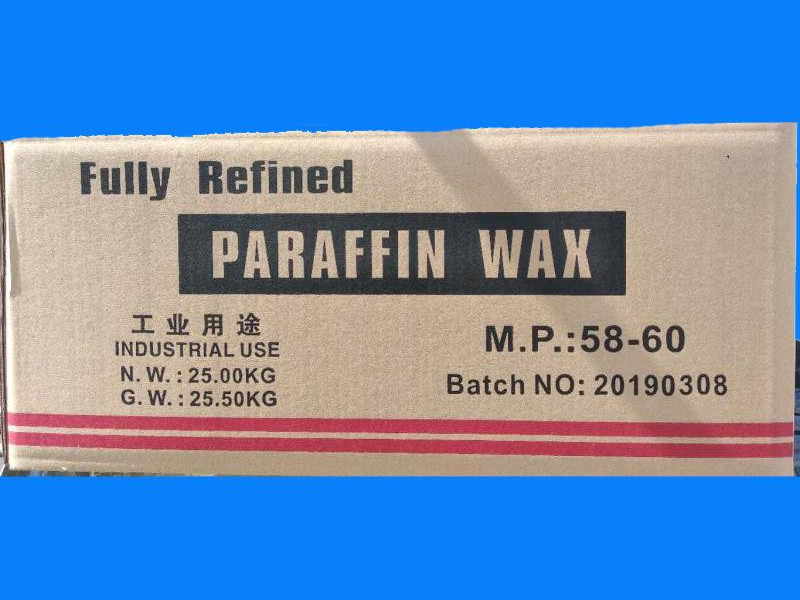 Fully Refined
PARAFFIN WAX
工业用途
INDUSTRIAL USE
N.W.:25.00KG
G.W.:25.50KG
M.P.:58-60
Batch NO: 20190308